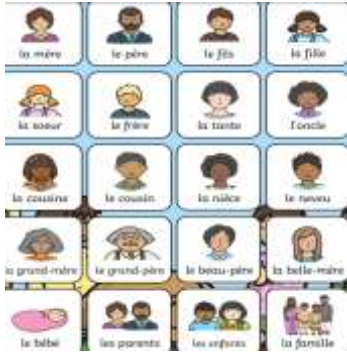 la mère
le père
le fils
la fille
la soeur
le frère
la tante
l'oncle
la cousine
le cousin
la nièce
le neveu
la grand-mère
le grand-père
le beau-père
la belle-mère
le bébé
les parents
les enfants
la famille